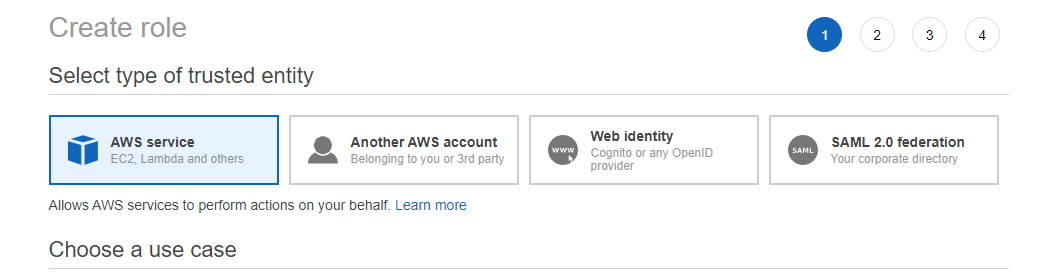 Create role
1 2 3 4
Select type of trusted entity
AWS service
EC2, Lambda and others
Another AWS account
Belonging to you or 3rd party
www
Web identity
Cognito or any OpenID
provider
SAML
SAML 2.0 federation
Your corporate directory
Allows AWS services to perform actions on your behalf. Learn more
Choose a use case